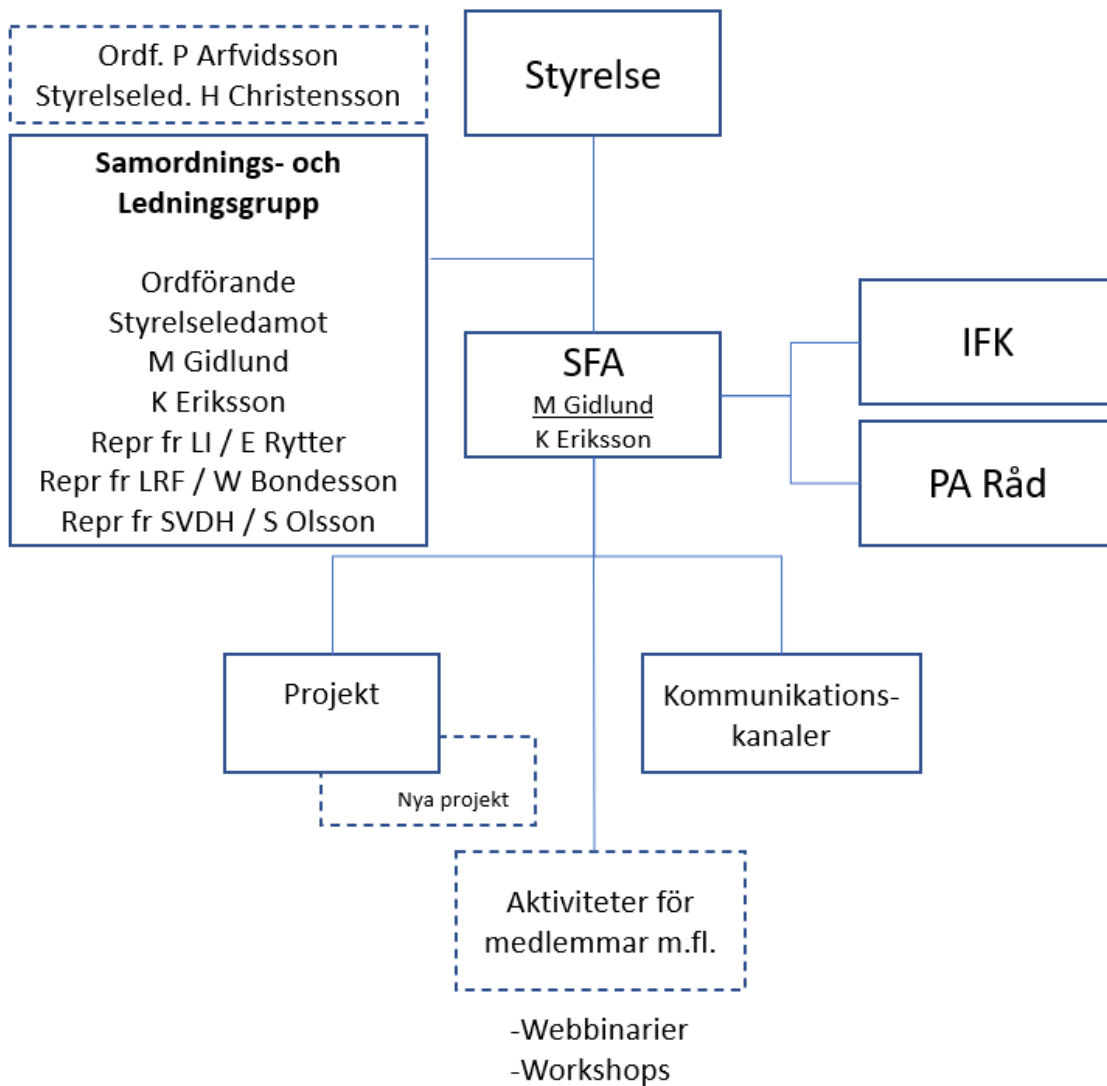 Ordf. P Arfvidsson
Styrelseled. H Christensson
Styrelse
Samordnings- och
Ledningsgrupp
Ordförande
Styrelseledamot
M Gidlund
K Eriksson
Repr fr LI / E Rytter
Repr fr LRF / W Bondesson
Repr fr SVDH / S Olsson
SFA
M Gidlund
K Eriksson
IFK
PA Råd
Projekt
Nya projekt
Kommunikations-
kanaler
Aktiviteter för
medlemmar m.fl.
-Webbinarier
-Workshops